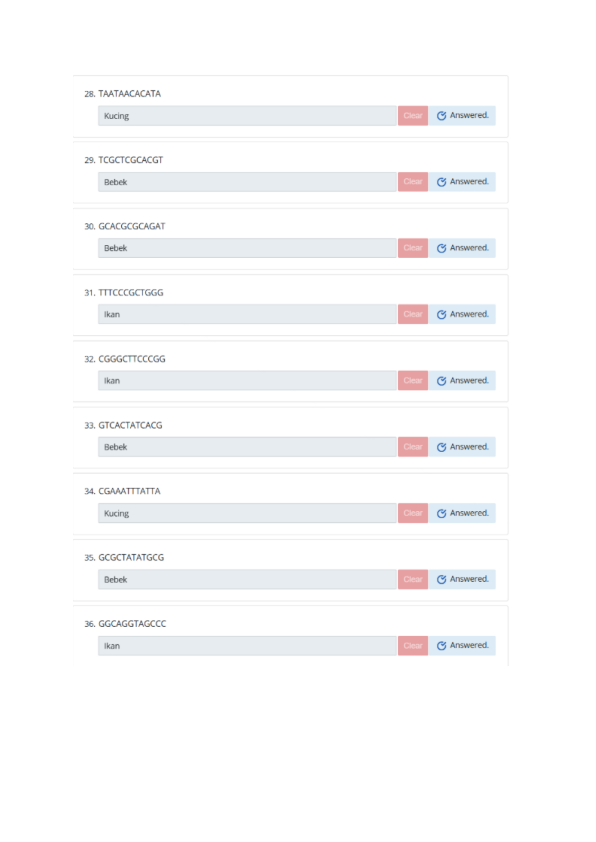 28. TAATAACACATA
Kucing Clear Answered.
29. TCGCTCGCACGT
Bebek Clear Answered.
30. GCACGCGCAGAT
Bebek Clear Answered.
31. TTTCCCGCTGGG
Ikan Clear Answered.
32. CGGGCTTCCCGG
Ikan Clear Answered.
33. GTCACTATCACG
Bebek Clear Answered.
34. CGAAATTTATTA
Kucing Clear Answered.
35. GCGCTATATGCG
Bebek Clear Answered.
36. GGCAGGTAGCCC
Ikan Clear Answered.